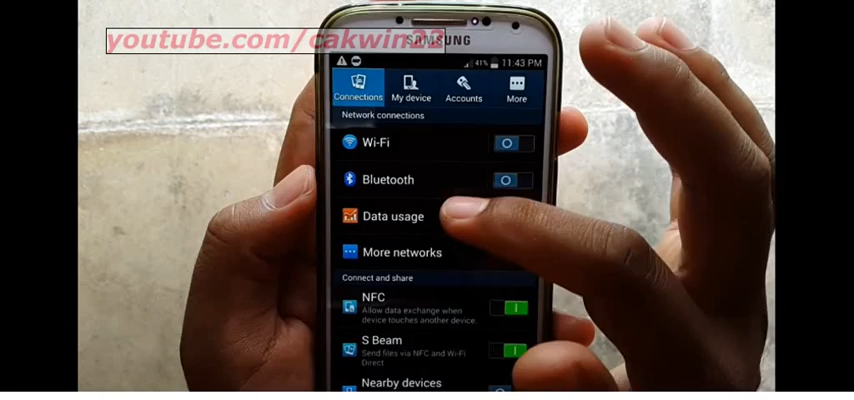 youtube.com/cakwin22
SAMSUNG
41% 11:43 PM
Connections My device Accounts More
Network connections
Wi-Fi
Bluetooth
Data usage
More networks
Connect and share
NFC
Allow data exchange when
device touches another device.
S Beam
Send files via NFC and Wi-Fi
Direct
Nearby devices